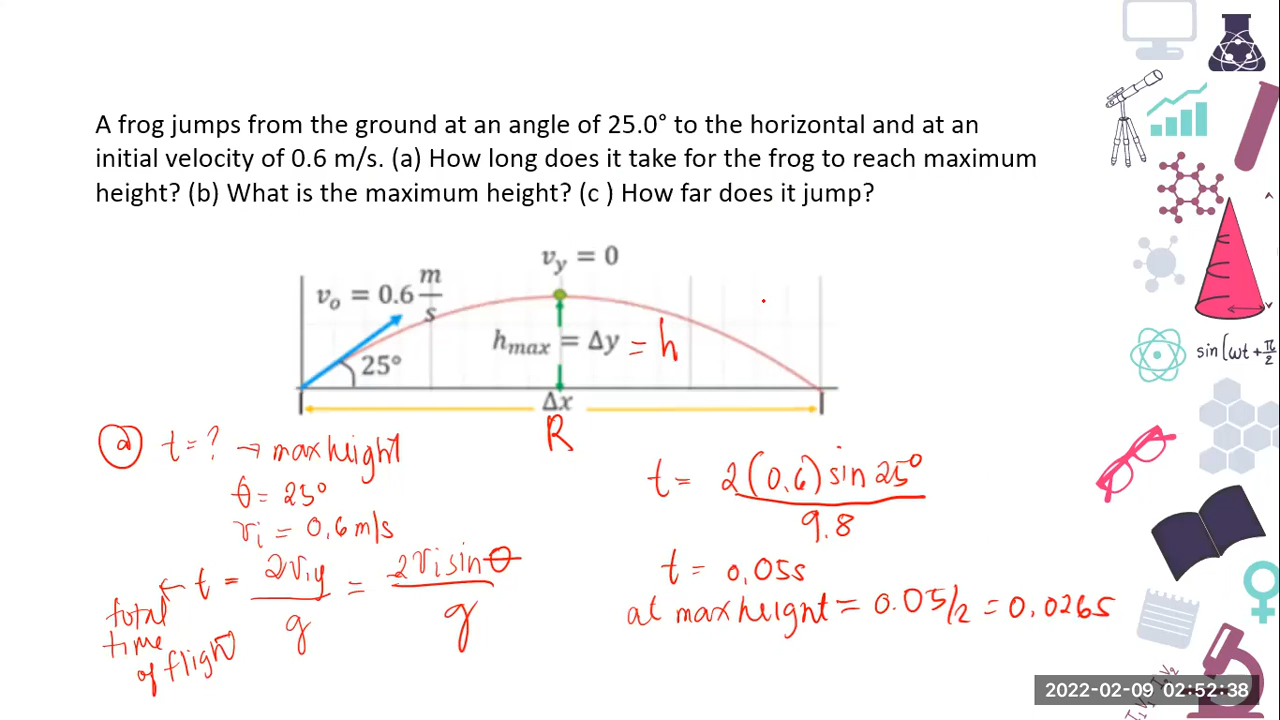 A frog jumps from the ground at an angle of 25.0° to the horizontal and at an
initial velocity of 0.6 m/s. (a) How long does it take for the frog to reach maximum
height? (b) What is the maximum height? (c ) How far does it jump?
v_y = 0
v_o = 0.6 m/s
h_max = Δy = h
25°
Δx
R
sin(ωt + π/2
(a) t = ? → max height
θ = 25°
v_i = 0.6 m/s
t = 2v_iy/g = 2v_i sin θ/g
← total
time
of flight
t = 2(0.6) sin 25°/9.8
t = 0.05s
at max height = 0.05/2 = 0.026s
2022-02-09 02:52:38